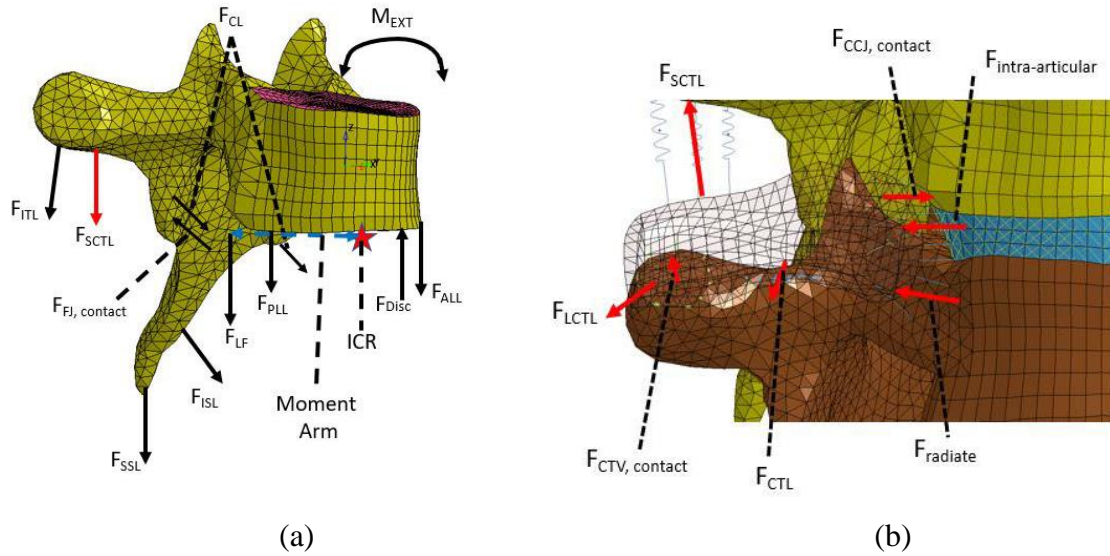 F_CL
M_EXT
F_ITL
F_SCTL
F_FJ, contact
F_LF
F_PLL
F_Disc
F_ALL
ICR
F_ISL
Moment
Arm
F_SSL
z
XY
(a)
F_CCJ, contact
F_intra-articular
F_SCTL
F_LCTL
F_CTV, contact
F_CTL
F_radiate
(b)